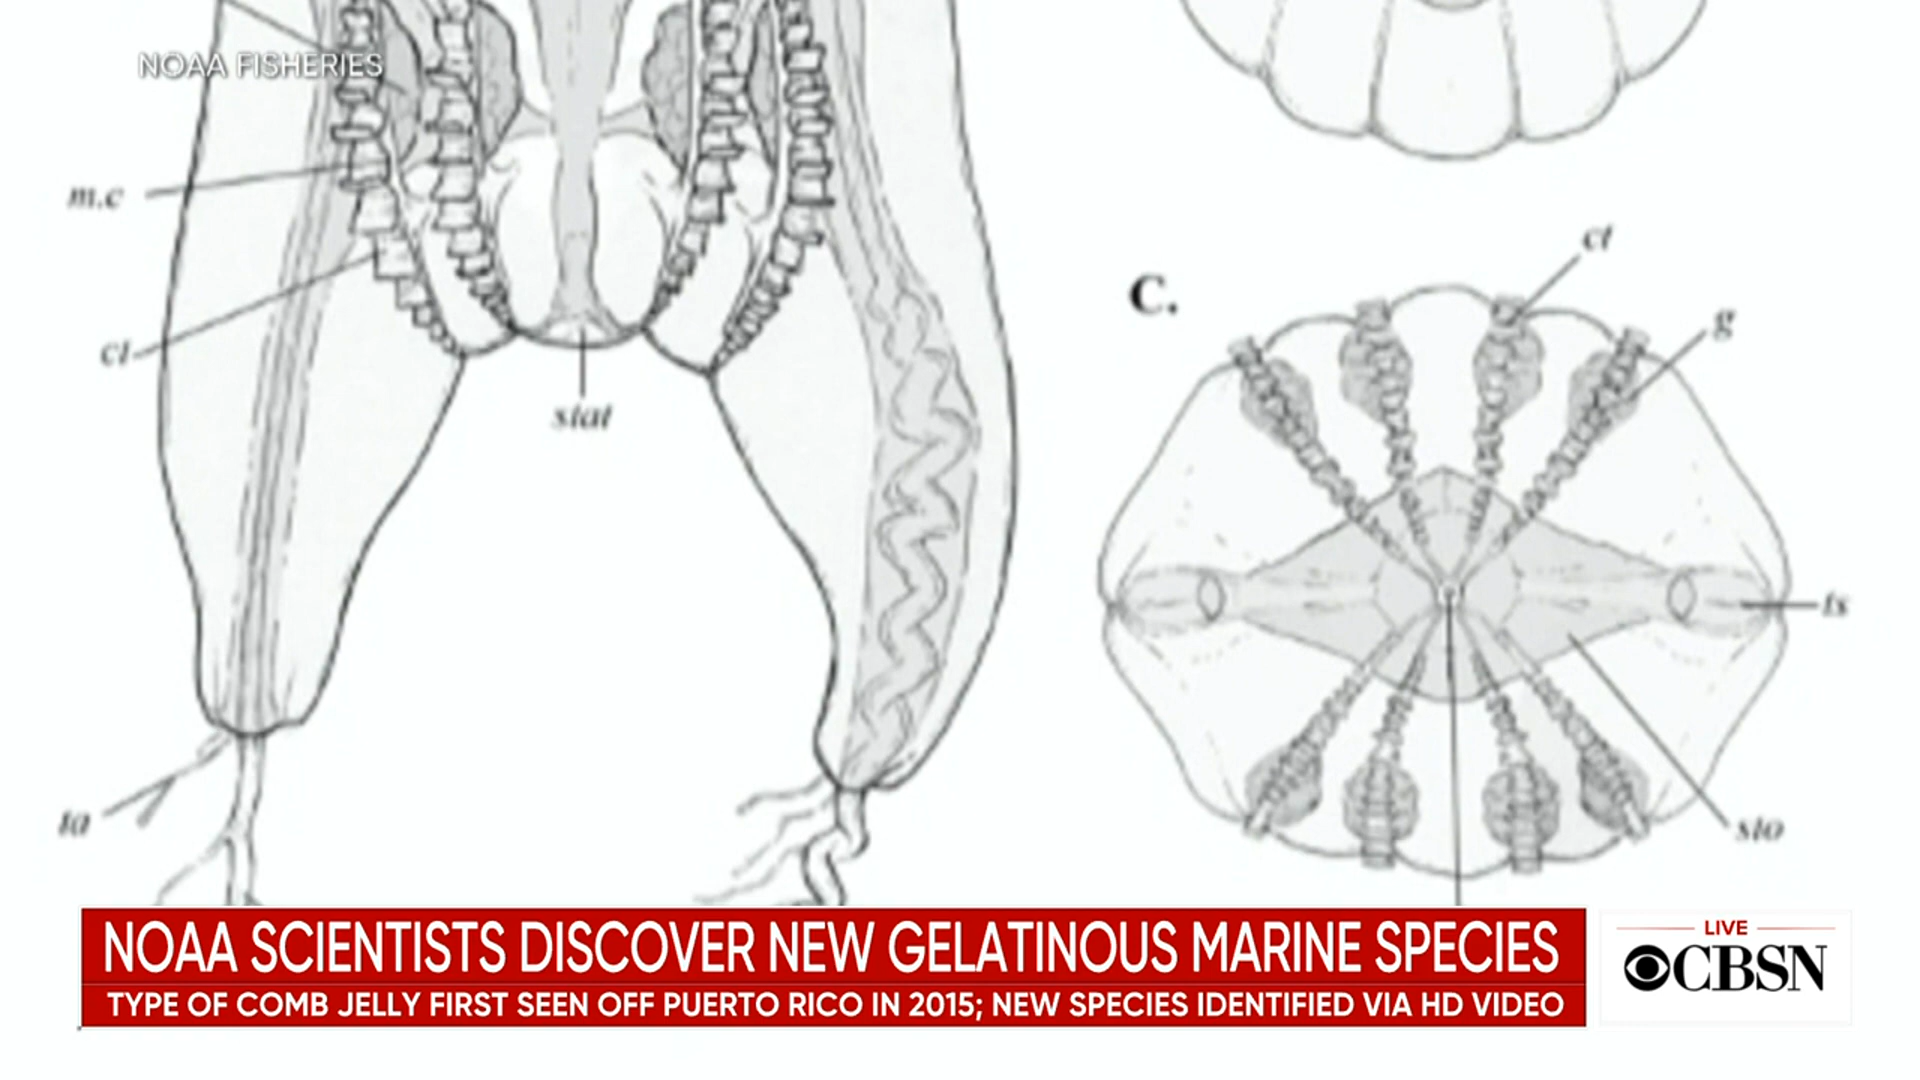 NOAA FISHERIES
m.c
ct
C.
g
ct
stat
ts
ta
sto
NOAA SCIENTISTS DISCOVER NEW GELATINOUS MARINE SPECIES
TYPE OF COMB JELLY FIRST SEEN OFF PUERTO RICO IN 2015; NEW SPECIES IDENTIFIED VIA HD VIDEO
LIVE
CBSN